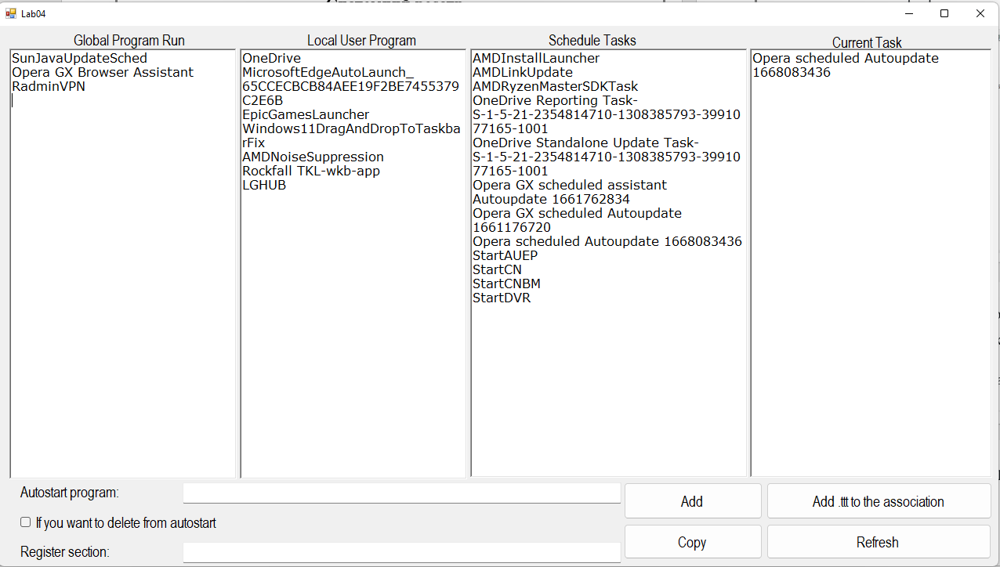 Lab04
Global Program Run
Local User Program
Schedule Tasks
Current Task
SunJavaUpdateSched
Opera GX Browser Assistant
RadminVPN
OneDrive
MicrosoftEdgeAutoLaunch_
65CCECBCB84AEE19F2BE7455379
C2E6B
EpicGamesLauncher
Windows11DragAndDropToTaskba
rFix
AMDNoiseSuppression
Rockfall TKL-wkb-app
LGHUB
AMDInstallLauncher
AMDLinkUpdate
AMDRyzenMasterSDKTask
OneDrive Reporting Task-
S-1-5-21-2354814710-1308385793-39910
77165-1001
OneDrive Standalone Update Task-
S-1-5-21-2354814710-1308385793-39910
77165-1001
Opera GX scheduled assistant
Autoupdate 1661762834
Opera GX scheduled Autoupdate
1661176720
Opera scheduled Autoupdate 1668083436
StartAUEP
StartCN
StartCNBM
StartDVR
Opera scheduled Autoupdate
1668083436
Autostart program:
If you want to delete from autostart
Register section:
Add
Add .ttt to the association
Copy
Refresh